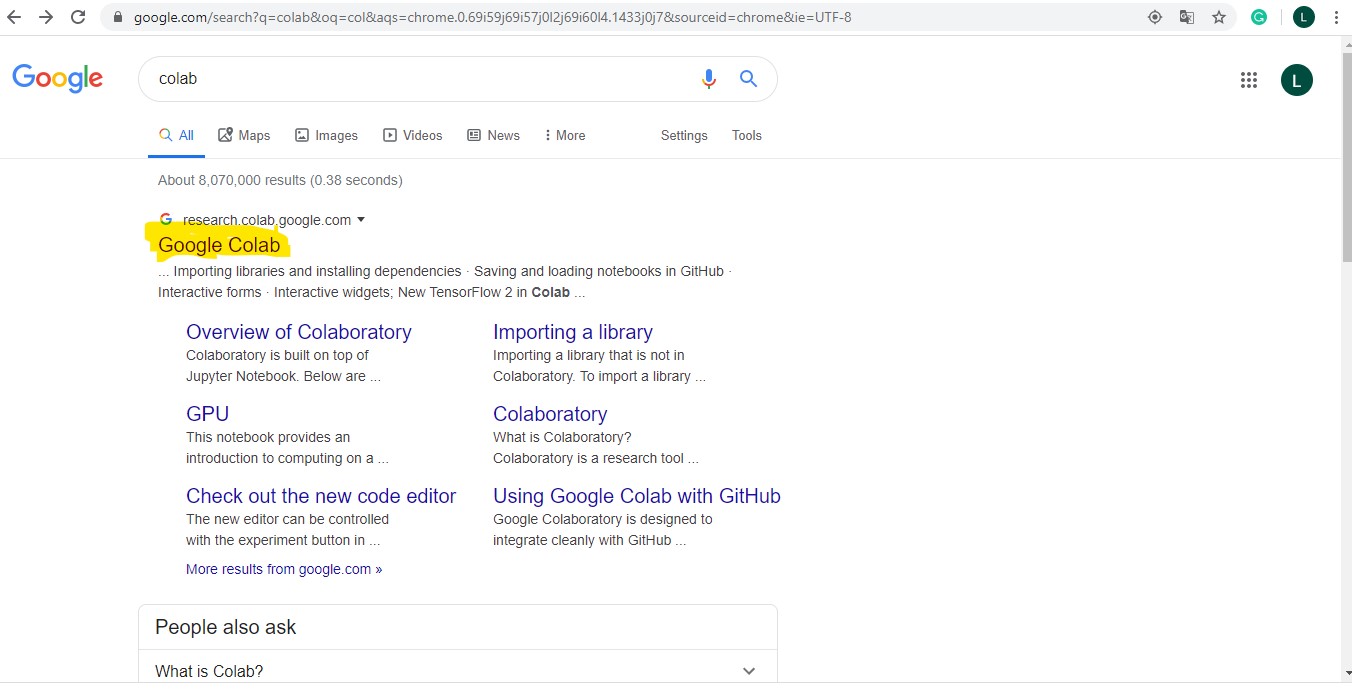 google.com/search?q=colab&oq=col&aqs=chrome.0.69i59j69i57j0l2j69i60l4.1433j0j7&sourceid=chrome&ie=UTF-8
L
Google
colab
L
All Maps Images Videos News More Settings Tools
About 8,070,000 results (0.38 seconds)
G research.colab.google.com
Google Colab
... Importing libraries and installing dependencies · Saving and loading notebooks in GitHub ·
Interactive forms · Interactive widgets; New TensorFlow 2 in Colab ...
Overview of Colaboratory
Colaboratory is built on top of
Jupyter Notebook. Below are ...
Importing a library
Importing a library that is not in
Colaboratory. To import a library ...
GPU
This notebook provides an
introduction to computing on a ...
Colaboratory
What is Colaboratory?
Colaboratory is a research tool ...
Check out the new code editor
The new editor can be controlled
with the experiment button in ...
Using Google Colab with GitHub
Google Colaboratory is designed to
integrate cleanly with GitHub ...
More results from google.com »
People also ask
What is Colab?